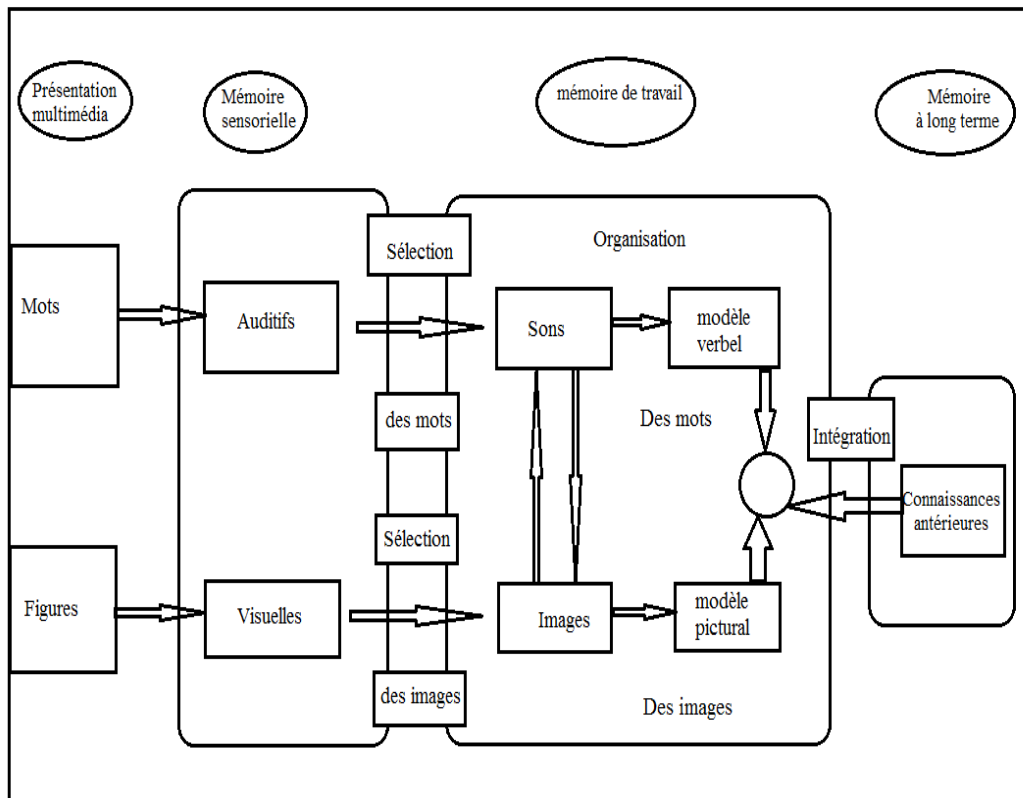 Présentation
multimédia
Mémoire
sensorielle
mémoire de travail
Mémoire
à long terme
Sélection
Organisation
Mots
Auditifs
Sons
modèle
verbel
des mots
Des mots
Intégration
Connaissances
antérieures
Sélection
Figures
Visuelles
Images
modèle
pictural
des images
Des images